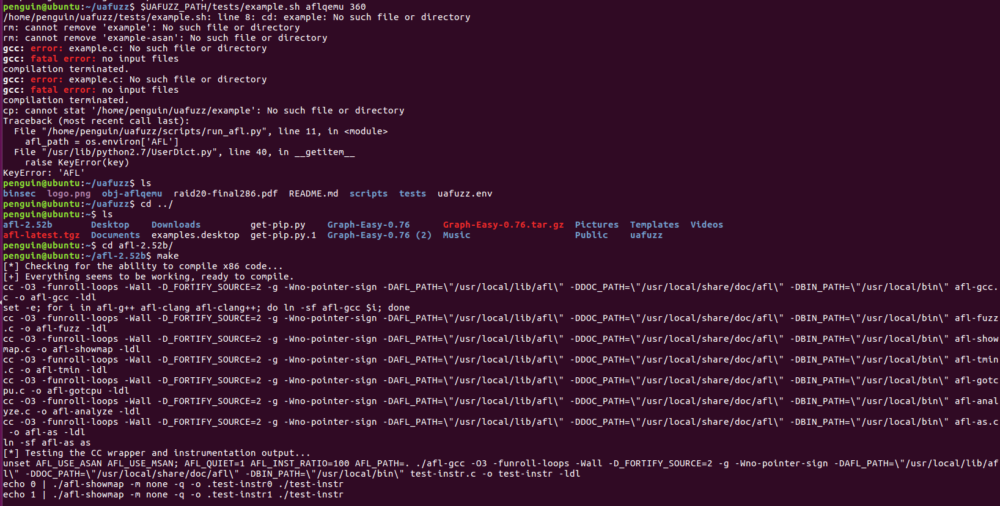 penguin@ubuntu:~/uafuzz$ $UAFUZZ_PATH/tests/example.sh aflqemu 360
/home/penguin/uafuzz/tests/example.sh: line 8: cd: example: No such file or directory
rm: cannot remove 'example': No such file or directory
rm: cannot remove 'example-asan': No such file or directory
gcc: error: example.c: No such file or directory
gcc: fatal error: no input files
compilation terminated.
gcc: error: example.c: No such file or directory
gcc: fatal error: no input files
compilation terminated.
cp: cannot stat '/home/penguin/uafuzz/example': No such file or directory
Traceback (most recent call last):
  File "/home/penguin/uafuzz/scripts/run_afl.py", line 11, in <module>
    afl_path = os.environ['AFL']
  File "/usr/lib/python2.7/UserDict.py", line 40, in __getitem__
    raise KeyError(key)
KeyError: 'AFL'
penguin@ubuntu:~/uafuzz$ ls
binsec  logo.png  obj-aflqemu  raid20-final286.pdf  README.md  scripts  tests  uafuzz.env
penguin@ubuntu:~/uafuzz$ cd ../
penguin@ubuntu:~$ ls
afl-2.52b       Desktop    Downloads         get-pip.py    Graph-Easy-0.76      Graph-Easy-0.76.tar.gz  Pictures  Templates  Videos
afl-latest.tgz  Documents  examples.desktop  get-pip.py.1  Graph-Easy-0.76 (2)  Music                   Public    uafuzz
penguin@ubuntu:~$ cd afl-2.52b/
penguin@ubuntu:~/afl-2.52b$ make
[*] Checking for the ability to compile x86 code...
[+] Everything seems to be working, ready to compile.
cc -O3 -funroll-loops -Wall -D_FORTIFY_SOURCE=2 -g -Wno-pointer-sign -DAFL_PATH=\"/usr/local/lib/afl\" -DDOC_PATH=\"/usr/local/share/doc/afl\" -DBIN_PATH=\"/usr/local/bin\" afl-gcc.
c -o afl-gcc -ldl
set -e; for i in afl-g++ afl-clang afl-clang++; do ln -sf afl-gcc $i; done
cc -O3 -funroll-loops -Wall -D_FORTIFY_SOURCE=2 -g -Wno-pointer-sign -DAFL_PATH=\"/usr/local/lib/afl\" -DDOC_PATH=\"/usr/local/share/doc/afl\" -DBIN_PATH=\"/usr/local/bin\" afl-fuzz
.c -o afl-fuzz -ldl
cc -O3 -funroll-loops -Wall -D_FORTIFY_SOURCE=2 -g -Wno-pointer-sign -DAFL_PATH=\"/usr/local/lib/afl\" -DDOC_PATH=\"/usr/local/share/doc/afl\" -DBIN_PATH=\"/usr/local/bin\" afl-show
map.c -o afl-showmap -ldl
cc -O3 -funroll-loops -Wall -D_FORTIFY_SOURCE=2 -g -Wno-pointer-sign -DAFL_PATH=\"/usr/local/lib/afl\" -DDOC_PATH=\"/usr/local/share/doc/afl\" -DBIN_PATH=\"/usr/local/bin\" afl-tmin
.c -o afl-tmin -ldl
cc -O3 -funroll-loops -Wall -D_FORTIFY_SOURCE=2 -g -Wno-pointer-sign -DAFL_PATH=\"/usr/local/lib/afl\" -DDOC_PATH=\"/usr/local/share/doc/afl\" -DBIN_PATH=\"/usr/local/bin\" afl-gotc
pu.c -o afl-gotcpu -ldl
cc -O3 -funroll-loops -Wall -D_FORTIFY_SOURCE=2 -g -Wno-pointer-sign -DAFL_PATH=\"/usr/local/lib/afl\" -DDOC_PATH=\"/usr/local/share/doc/afl\" -DBIN_PATH=\"/usr/local/bin\" afl-anal
yze.c -o afl-analyze -ldl
cc -O3 -funroll-loops -Wall -D_FORTIFY_SOURCE=2 -g -Wno-pointer-sign -DAFL_PATH=\"/usr/local/lib/afl\" -DDOC_PATH=\"/usr/local/share/doc/afl\" -DBIN_PATH=\"/usr/local/bin\" afl-as.c
 -o afl-as -ldl
ln -sf afl-as as
[*] Testing the CC wrapper and instrumentation output...
unset AFL_USE_ASAN AFL_USE_MSAN; AFL_QUIET=1 AFL_INST_RATIO=100 AFL_PATH=. ./afl-gcc -O3 -funroll-loops -Wall -D_FORTIFY_SOURCE=2 -g -Wno-pointer-sign -DAFL_PATH=\"/usr/local/lib/af
l\" -DDOC_PATH=\"/usr/local/share/doc/afl\" -DBIN_PATH=\"/usr/local/bin\" test-instr.c -o test-instr -ldl
echo 0 | ./afl-showmap -m none -q -o .test-instr0 ./test-instr
echo 1 | ./afl-showmap -m none -q -o .test-instr1 ./test-instr